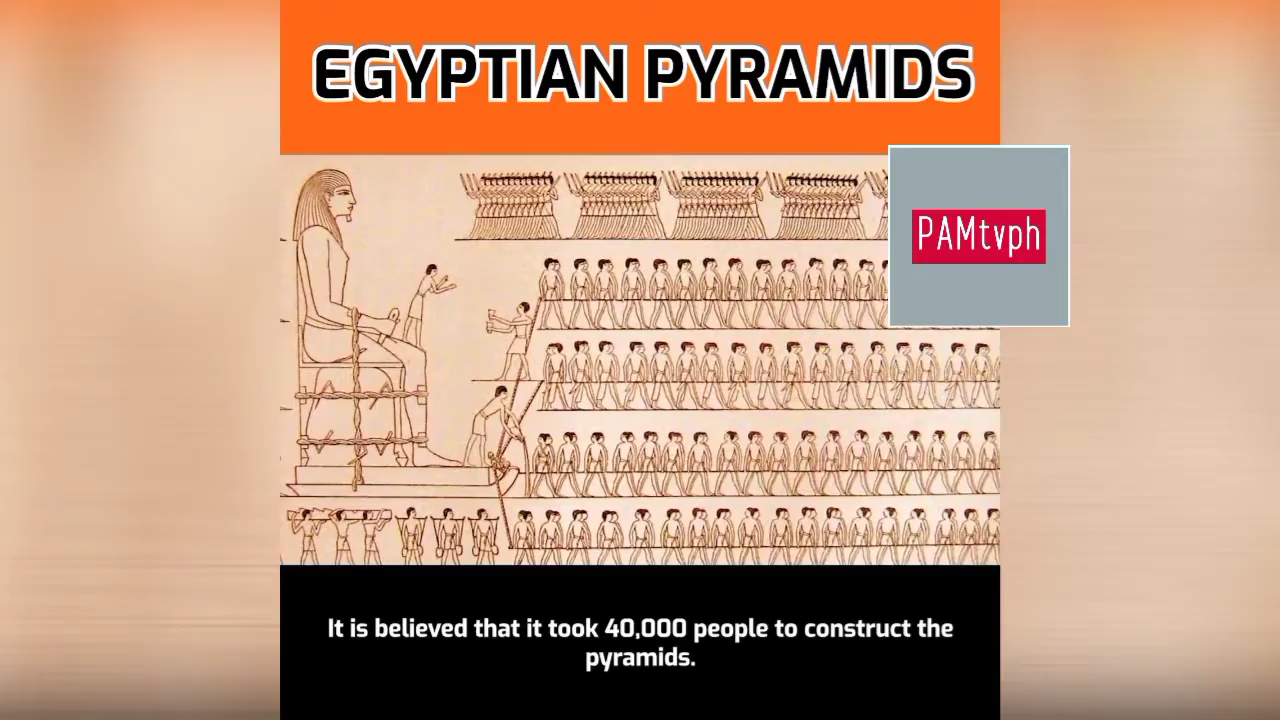 EGYPTIAN PYRAMIDS
PAMtvph
It is believed that it took 40,000 people to construct the
pyramids.